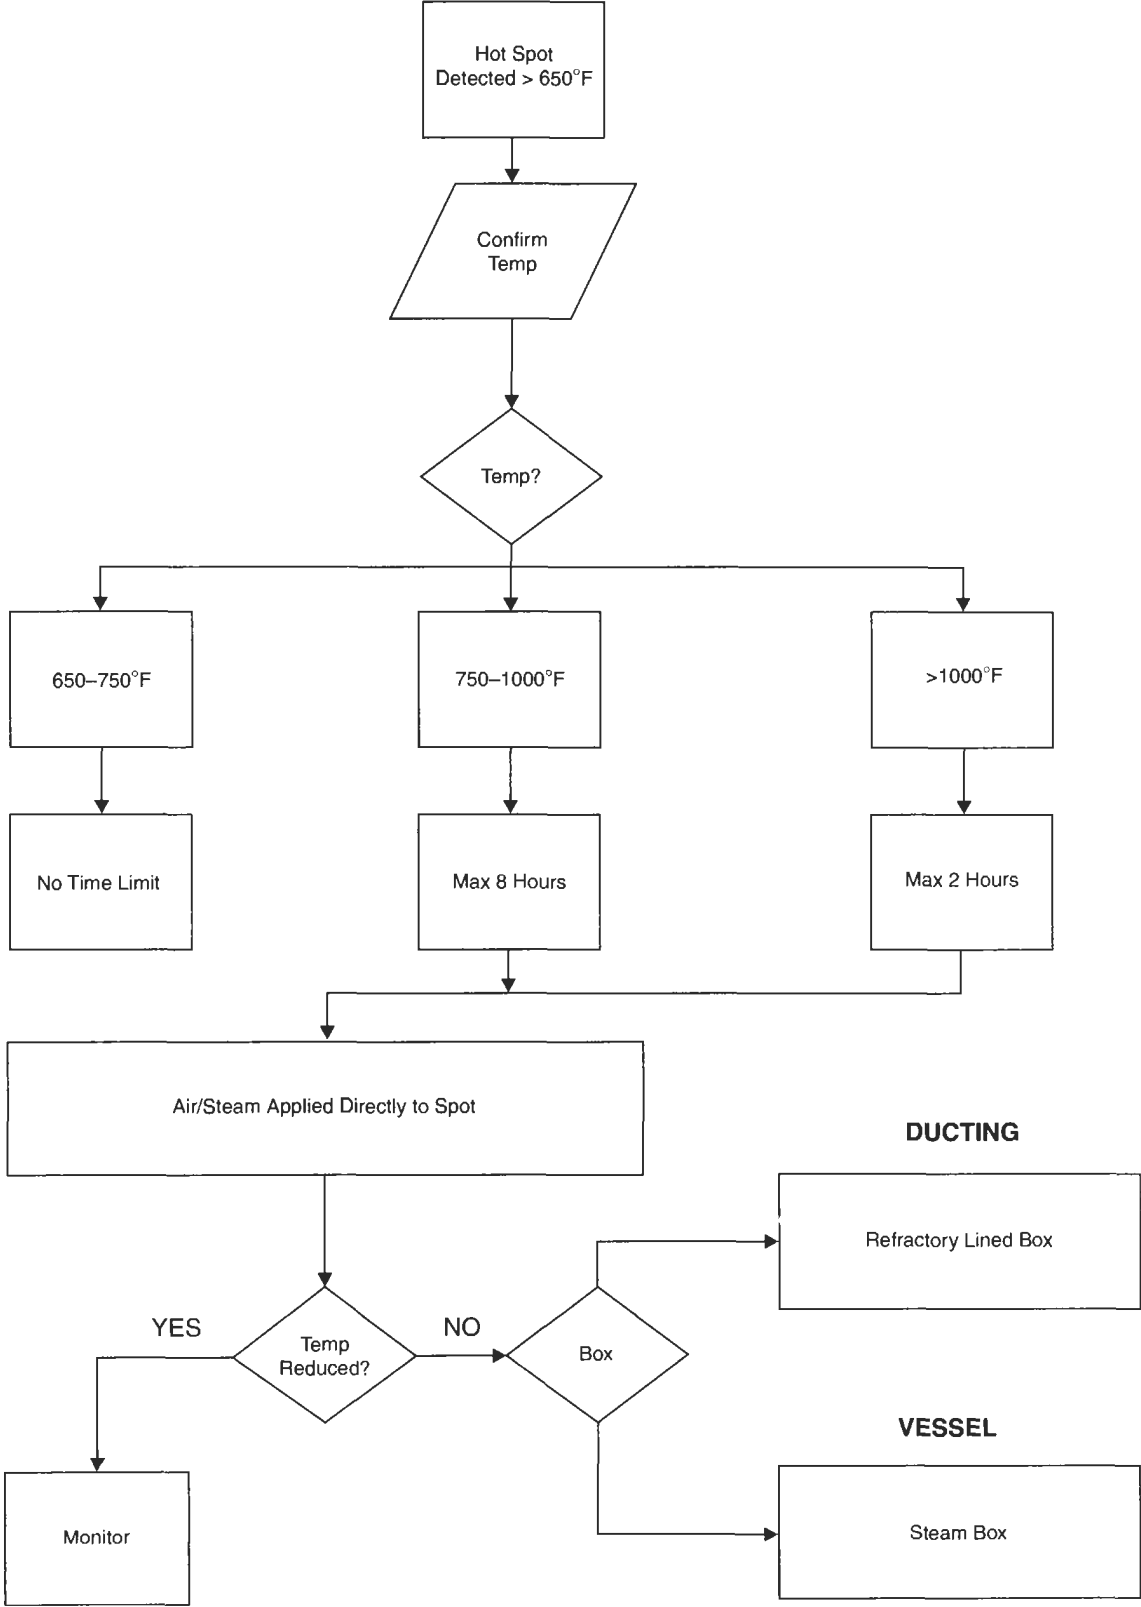 Hot Spot
Detected > 650°F
Confirm
Temp
Temp?
650–750°F
750–1000°F
>1000°F
No Time Limit
Max 8 Hours
Max 2 Hours
Air/Steam Applied Directly to Spot
DUCTING
Refractory Lined Box
YES
Temp
Reduced?
NO
Box
VESSEL
Monitor
Steam Box